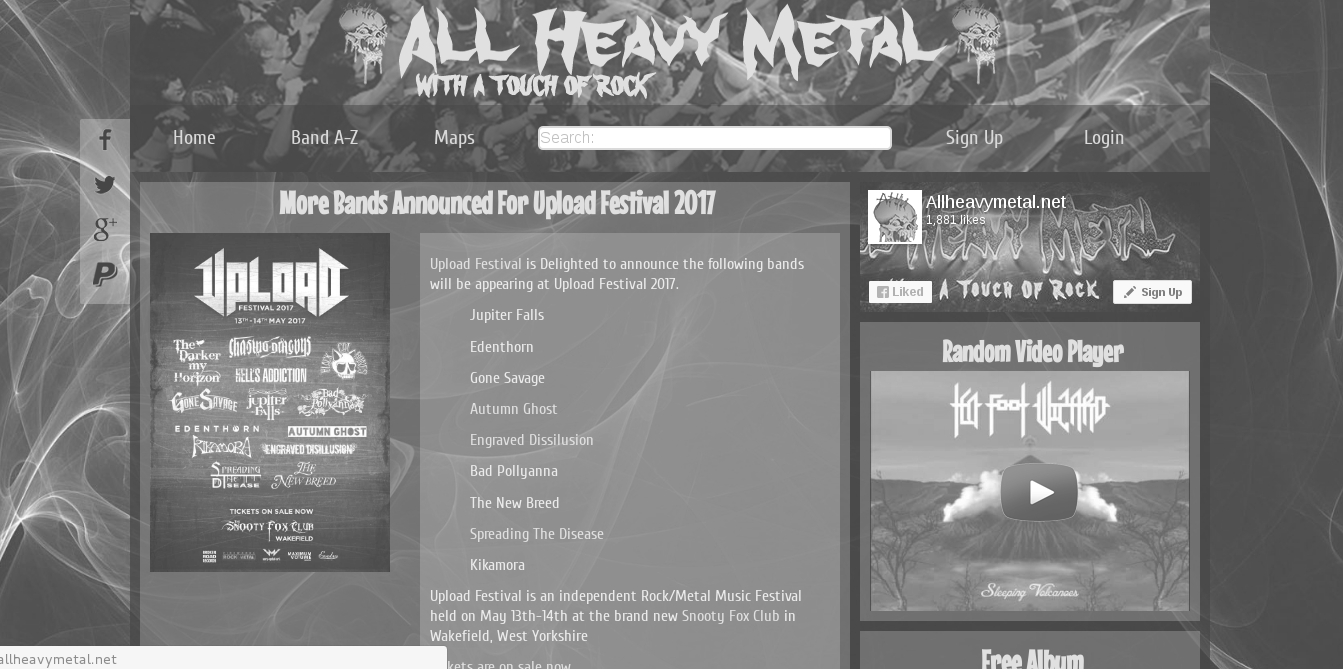 ALL HEAVY METAL
WITH A TOUCH OF ROCK
Home
Band A-Z
Maps
Search:
Sign Up
Login
More Bands Announced For Upload Festival 2017
UPLOAD
FESTIVAL 2017
13TH-14TH MAY 2017
The Darker my Horizon
HELL'S ADDICTION
GONE SAVAGE
JUPITER FALLS
Bad Pollyanna
EDENTHORN
AUTUMN GHOST
KIKAMORA
ENGRAVED DISILLUSION
SPREADING THE DISEASE
THE NEW BREED
TICKETS ON SALE NOW
SNOOTY FOX CLUB
WAKEFIELD
Upload Festival is Delighted to announce the following bands
will be appearing at Upload Festival 2017.
Jupiter Falls
Edenthorn
Gone Savage
Autumn Ghost
Engraved Dissilusion
Bad Pollyanna
The New Breed
Spreading The Disease
Kikamora
Upload Festival is an independent Rock/Metal Music Festival
held on May 13th-14th at the brand new Snooty Fox Club in
Wakefield, West Yorkshire
kets are on sale now
Allheavymetal.net
1,881 likes
HEAVY METAL
A TOUCH OF ROCK
Liked
Sign Up
Random Video Player
Sleeping Volcanoes
Free Album
allheavymetal.net